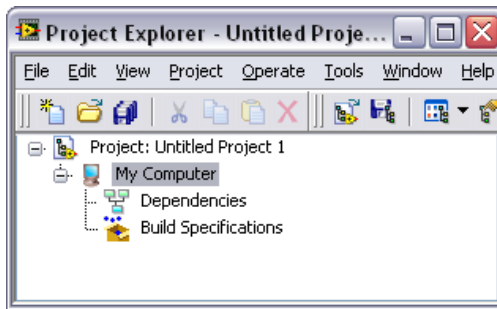 Project Explorer - Untitled Proje...
File Edit View Project Operate Tools Window Help
Project: Untitled Project 1
My Computer
Dependencies
Build Specifications